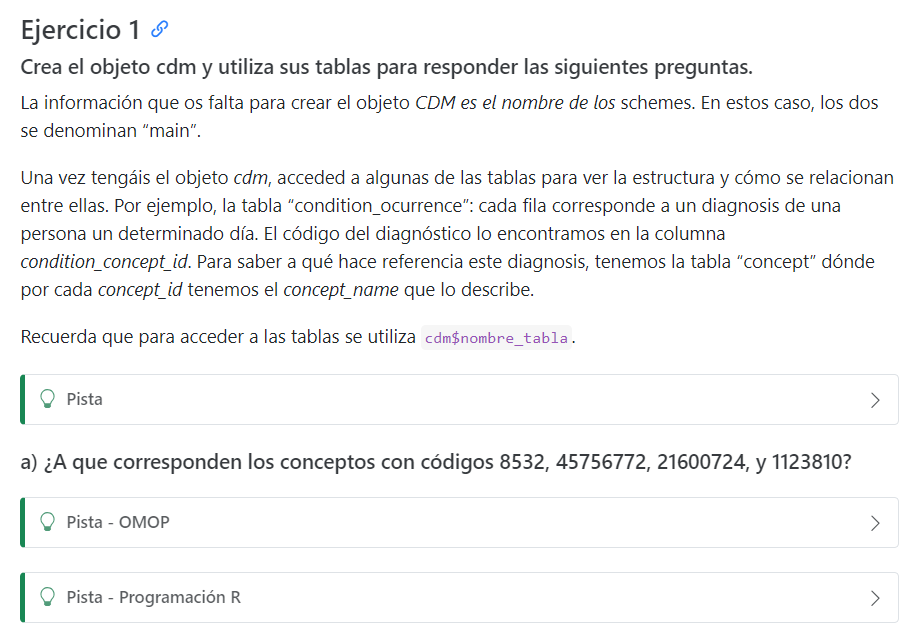 Ejercicio 1
Crea el objeto cdm y utiliza sus tablas para responder las siguientes preguntas.
La información que os falta para crear el objeto CDM es el nombre de los schemes. En estos caso, los dos
se denominan “main”.
Una vez tengáis el objeto cdm, acceded a algunas de las tablas para ver la estructura y cómo se relacionan
entre ellas. Por ejemplo, la tabla “condition_ocurrence”: cada fila corresponde a un diagnosis de una
persona un determinado día. El código del diagnóstico lo encontramos en la columna
condition_concept_id. Para saber a qué hace referencia este diagnosis, tenemos la tabla “concept” dónde
por cada concept_id tenemos el concept_name que lo describe.
Recuerda que para acceder a las tablas se utiliza cdm$nombre_tabla.
Pista
a) ¿A que corresponden los conceptos con códigos 8532, 45756772, 21600724, y 1123810?
Pista - OMOP
Pista - Programación R